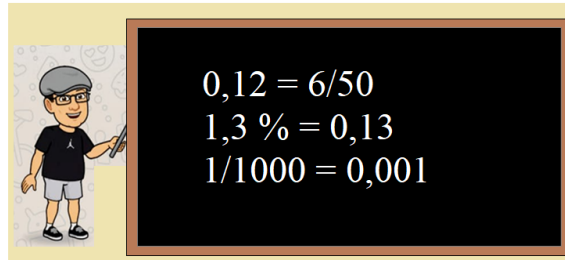 0,12 = 6/50
1,3 % = 0,13
1/1000 = 0,001